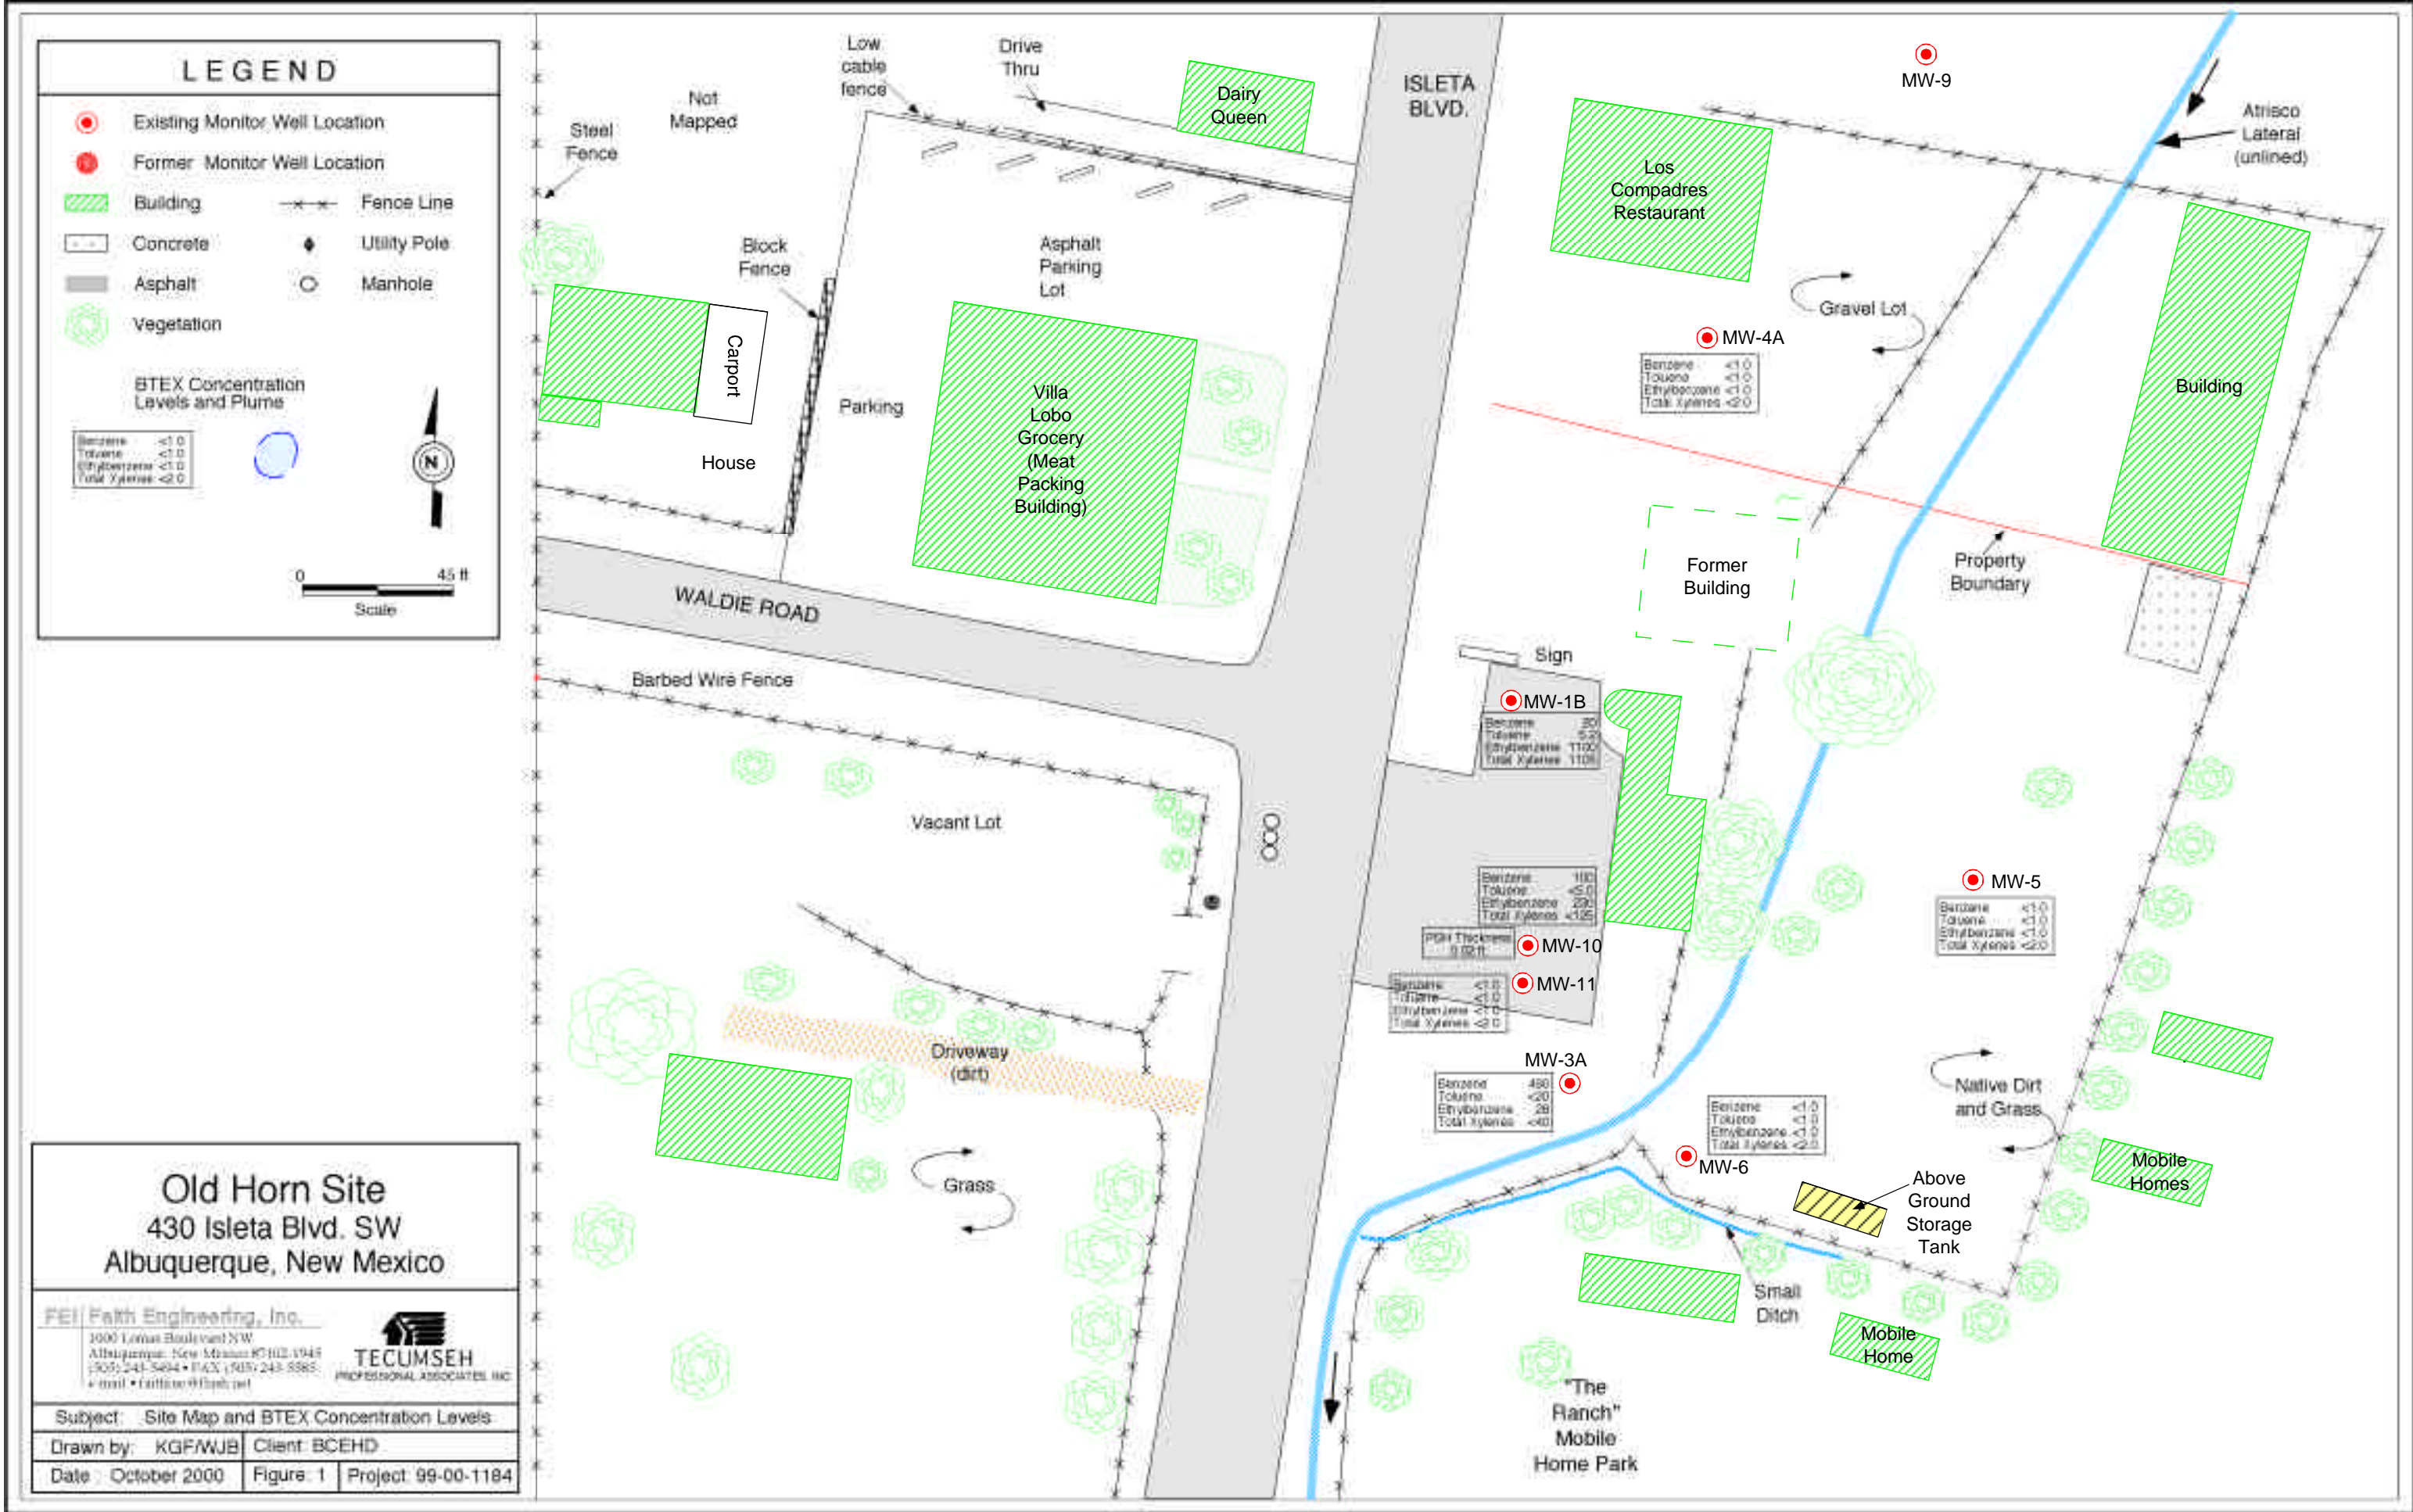 LEGEND
Existing Monitor Well Location
Former Monitor Well Location
Building
Fence Line
Concrete
Utility Pole
Asphalt
Manhole
Vegetation
BTEX Concentration
Levels and Plume
Benzene <1.0
Toluene <1.0
Ethylbenzene <1.0
Total Xylenes <2.0
N
0 45 ft
Scale
Steel
Fence
Not
Mapped
Low
cable
fence
Drive
Thru
Dairy
Queen
ISLETA
BLVD.
MW-9
Atrisco
Lateral
(unlined)
Los
Compadres
Restaurant
Block
Fence
Asphalt
Parking
Lot
Gravel Lot
MW-4A
Benzene <1.0
Toluene <1.0
Ethylbenzene <1.0
Total Xylenes <2.0
Building
Carport
Parking
House
Villa
Lobo
Grocery
(Meat
Packing
Building)
Former
Building
Property
Boundary
WALDIE ROAD
Sign
Barbed Wire Fence
MW-1B
Benzene 20
Toluene
Ethylbenzene 1100
Total Xylenes
Vacant Lot
Benzene 100
Toluene <5.0
Ethylbenzene
Total Xylenes <125
MW-5
Benzene <1.0
Toluene <1.0
Ethylbenzene <1.0
Total Xylenes <2.0
PSH Thickness
0.02 ft
MW-10
MW-11
Benzene <1.0
Toluene <1.0
Ethylbenzene <1.0
Total Xylenes <2.0
Driveway
(dirt)
MW-3A
Benzene
Toluene <20
Ethylbenzene
Total Xylenes <40
Native Dirt
and Grass
Benzene <1.0
Toluene <1.0
Ethylbenzene <1.0
Total Xylenes <2.0
MW-6
Mobile
Homes
Above
Ground
Storage
Tank
Grass
Small
Ditch
Mobile
Home
"The
Ranch"
Mobile
Home Park
Old Horn Site
430 Isleta Blvd. SW
Albuquerque, New Mexico
FEI Faith Engineering, Inc.
Boulevard NW
Albuquerque, New Mexico 87102-1945
TECUMSEH
PROFESSIONAL ASSOCIATES, INC
Subject: Site Map and BTEX Concentration Levels
Drawn by: KGF/WJB Client: BCEHD
Date : October 2000 Figure: 1 Project: 99-00-1184